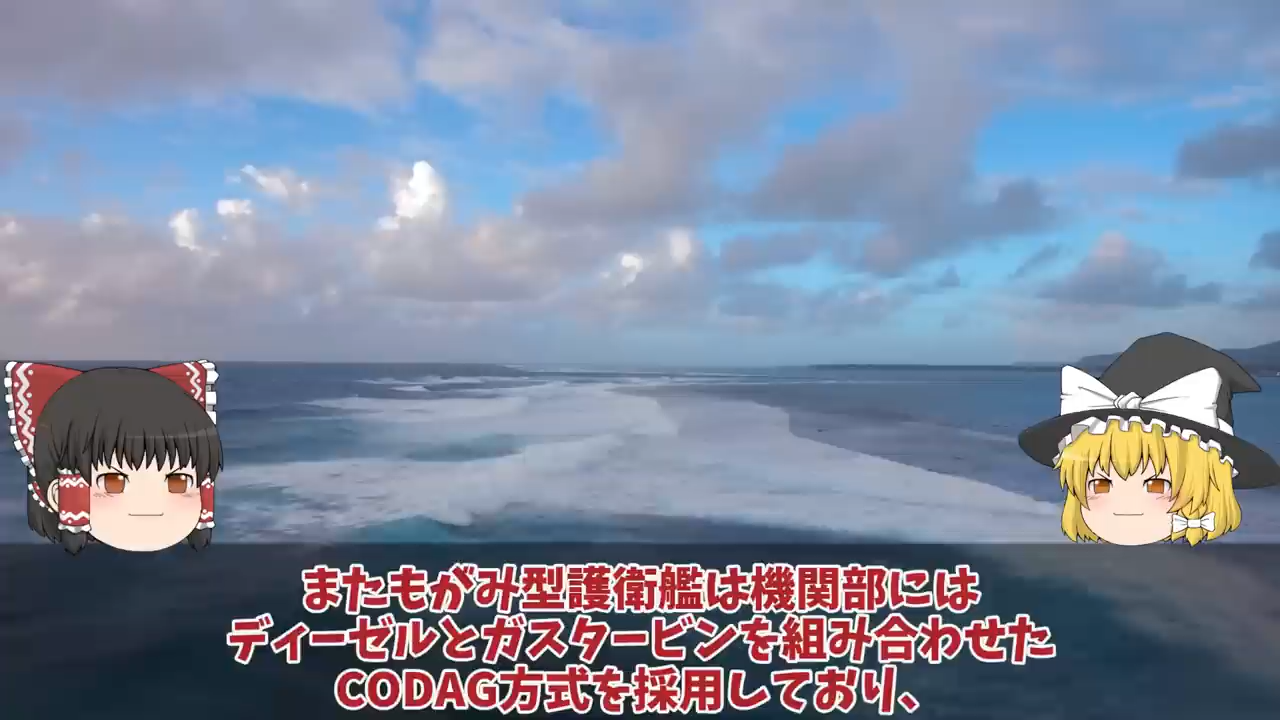 またもがみ型護衛艦は機関部には
ディーゼルとガスタービンを組み合わせた
CODAG方式を採用しており、